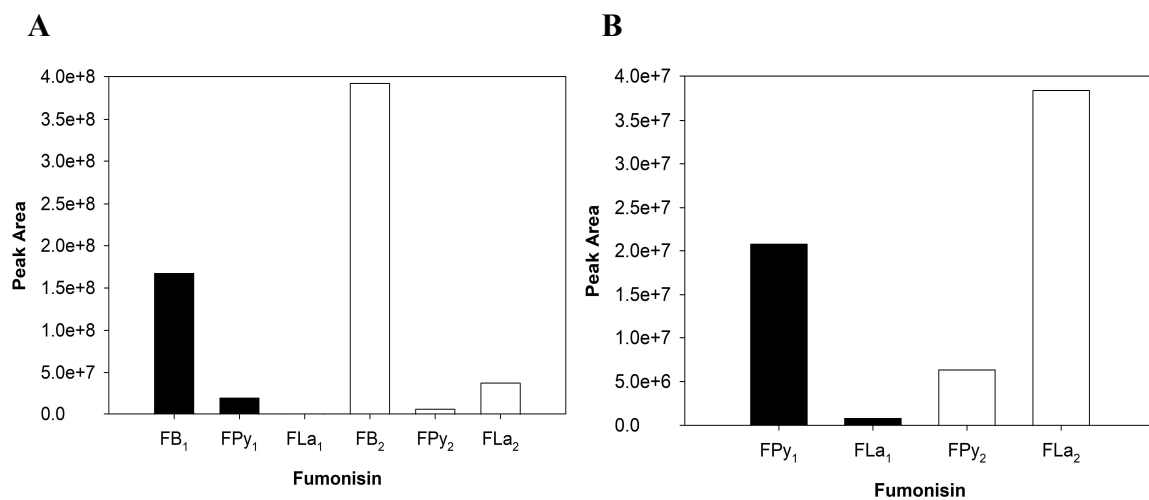 A
4.0e+8
3.5e+8
3.0e+8
2.5e+8
2.0e+8
1.5e+8
1.0e+8
5.0e+7
0.0
Peak Area
FB₁ FPy₁ FLa₁ FB₂ FPy₂ FLa₂
Fumonisin
B
4.0e+7
3.5e+7
3.0e+7
2.5e+7
2.0e+7
1.5e+7
1.0e+7
5.0e+6
0.0
Peak Area
FPy₁ FLa₁ FPy₂ FLa₂
Fumonisin